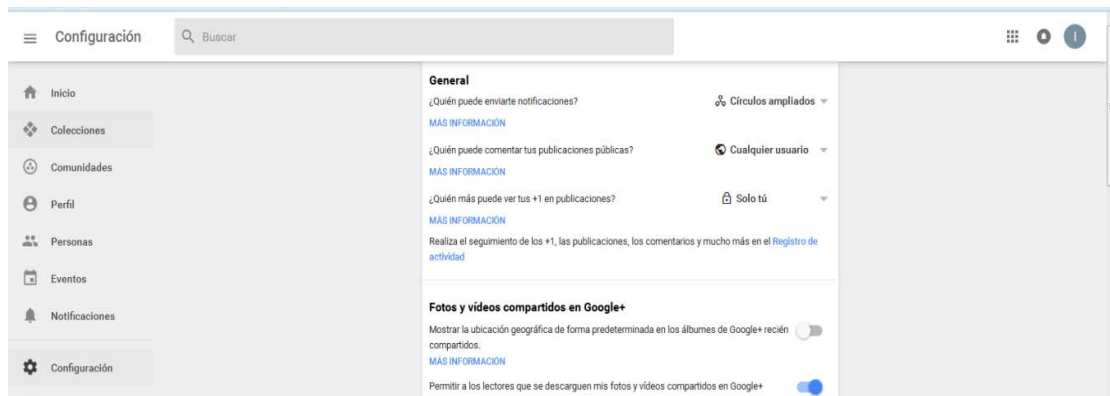 Configuración
Buscar
I
Inicio
Colecciones
Comunidades
Perfil
Personas
Eventos
Notificaciones
Configuración
General
¿Quién puede enviarte notificaciones? Círculos ampliados
MÁS INFORMACIÓN
¿Quién puede comentar tus publicaciones públicas? Cualquier usuario
MÁS INFORMACIÓN
¿Quién más puede ver tus +1 en publicaciones? Solo tú
MÁS INFORMACIÓN
Realiza el seguimiento de los +1, las publicaciones, los comentarios y mucho más en el Registro de
actividad
Fotos y vídeos compartidos en Google+
Mostrar la ubicación geográfica de forma predeterminada en los álbumes de Google+ recién
compartidos.
MÁS INFORMACIÓN
Permitir a los lectores que se descarguen mis fotos y vídeos compartidos en Google+